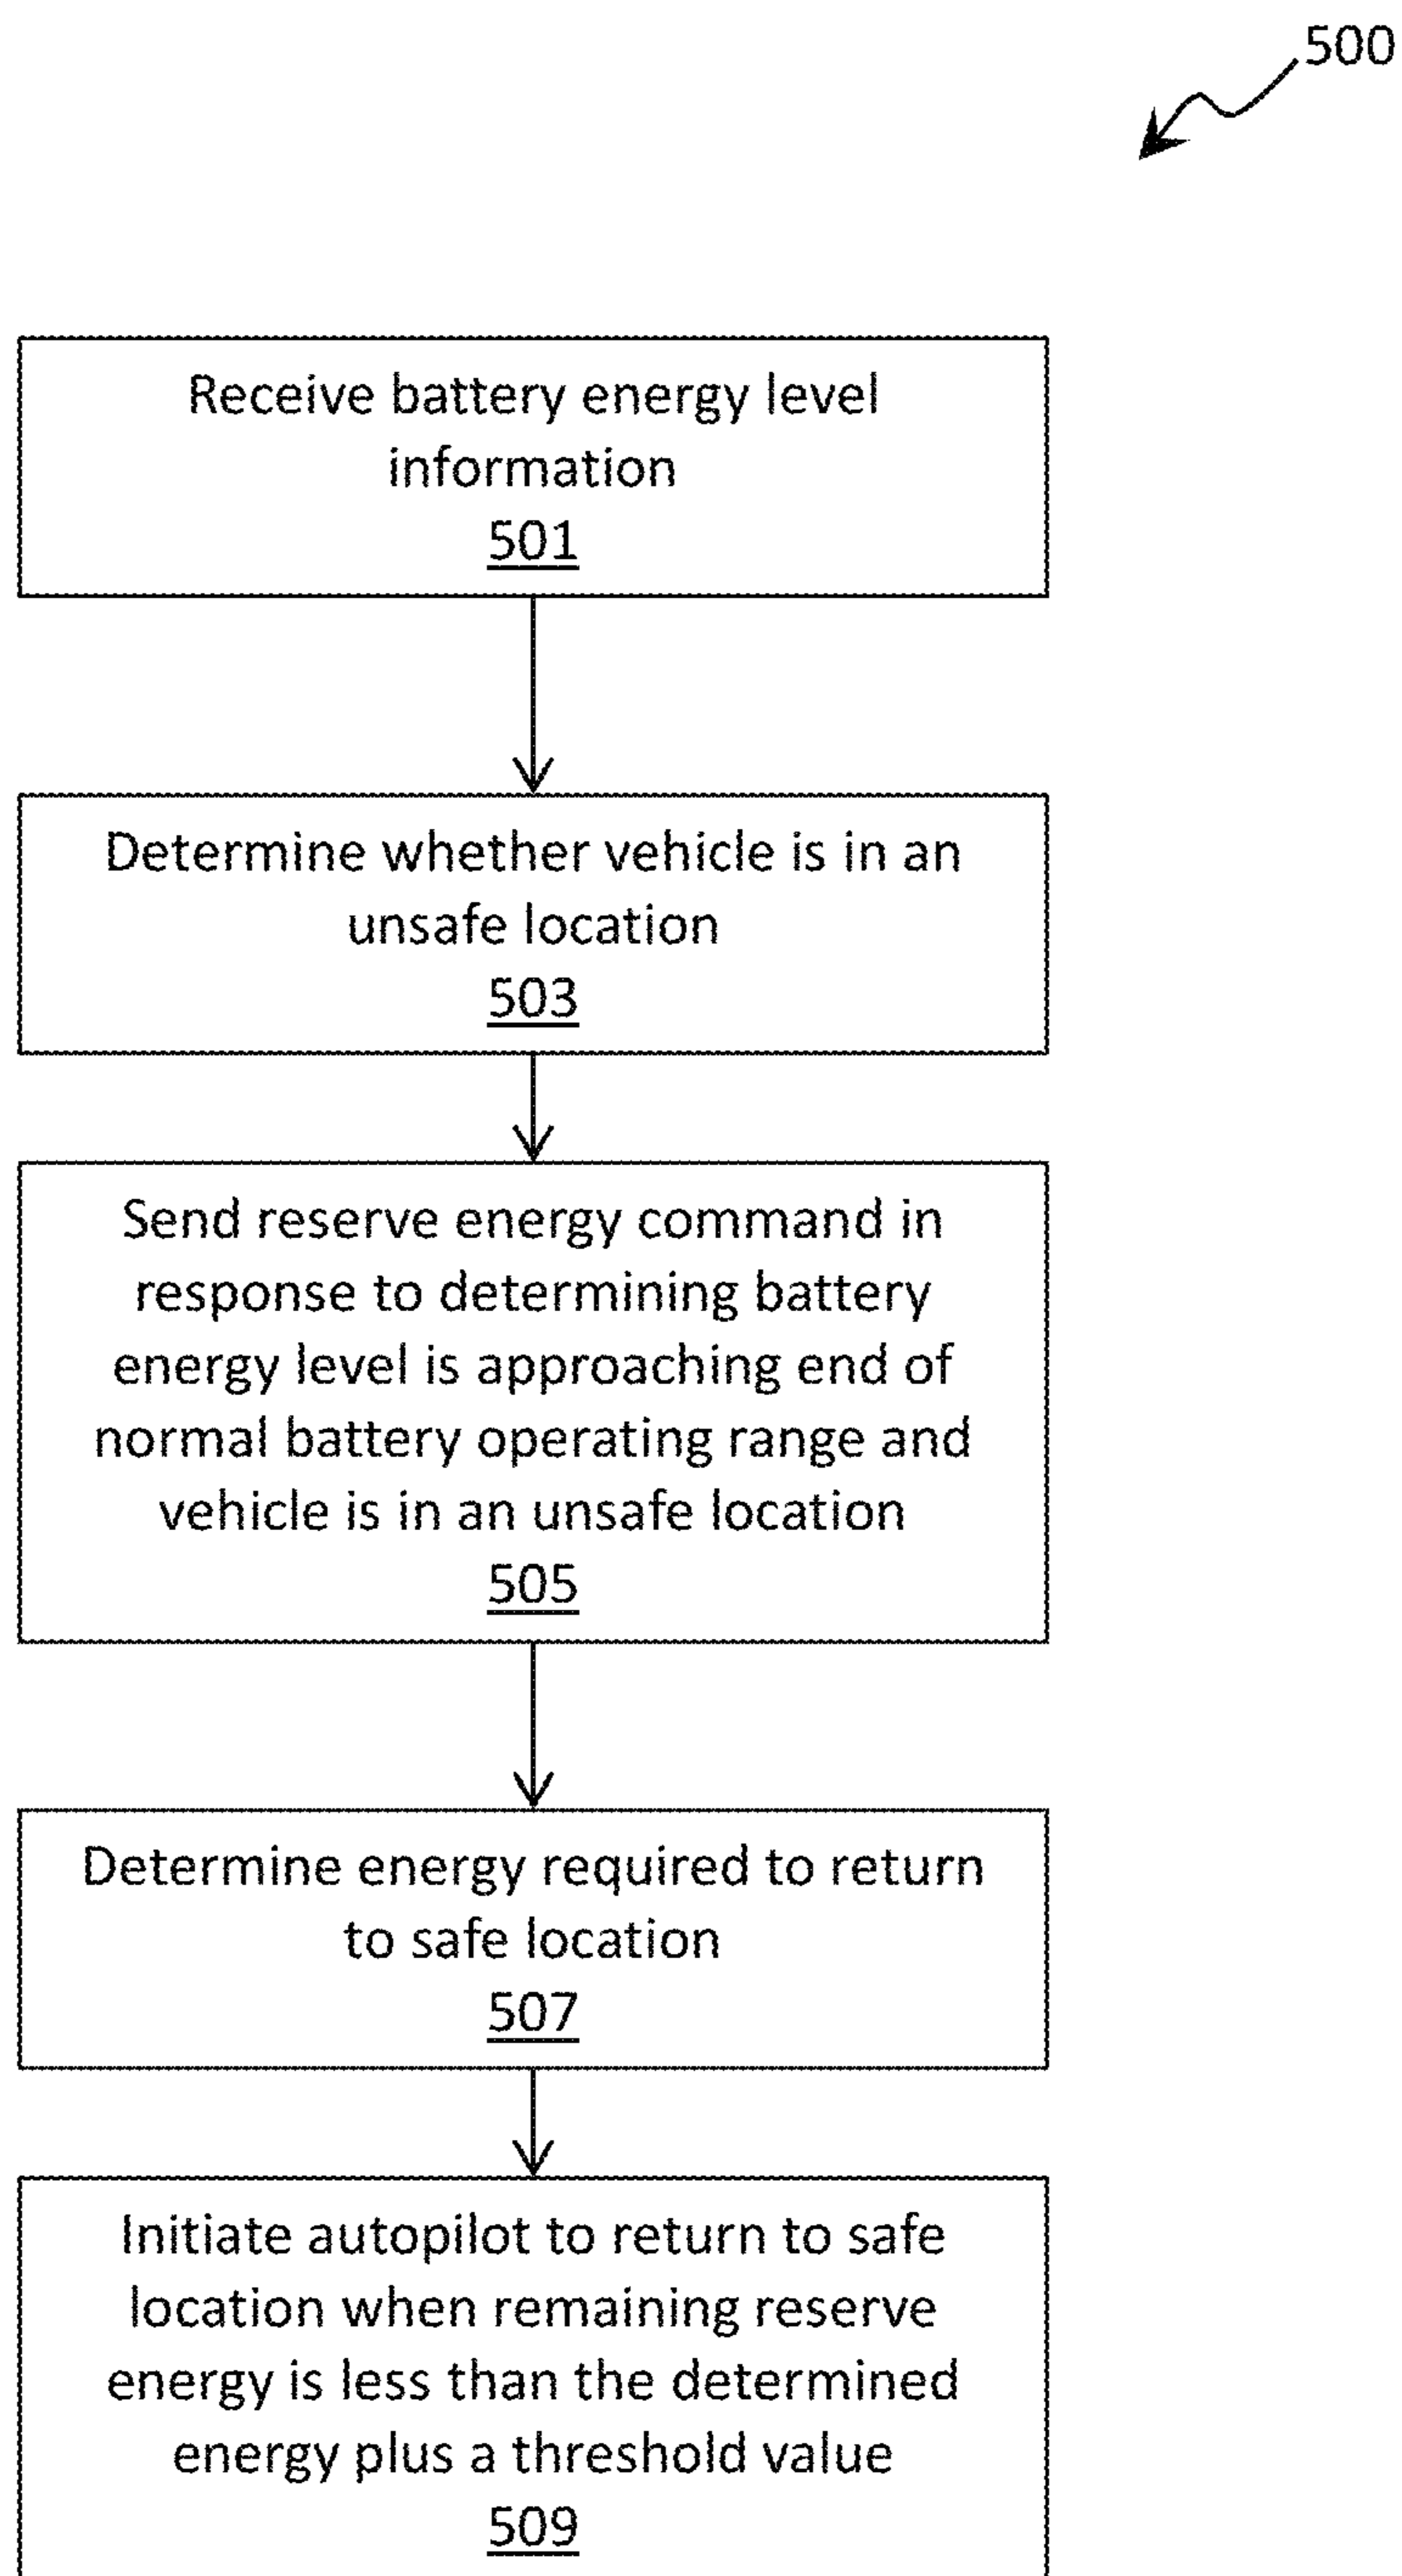 500
Receive battery energy level
information
501
Determine whether vehicle is in an
unsafe location
503
Send reserve energy command in
response to determining battery
energy level is approaching end of
normal battery operating range and
vehicle is in an unsafe location
505
Determine energy required to return
to safe location
507
Initiate autopilot to return to safe
location when remaining reserve
energy is less than the determined
energy plus a threshold value
509